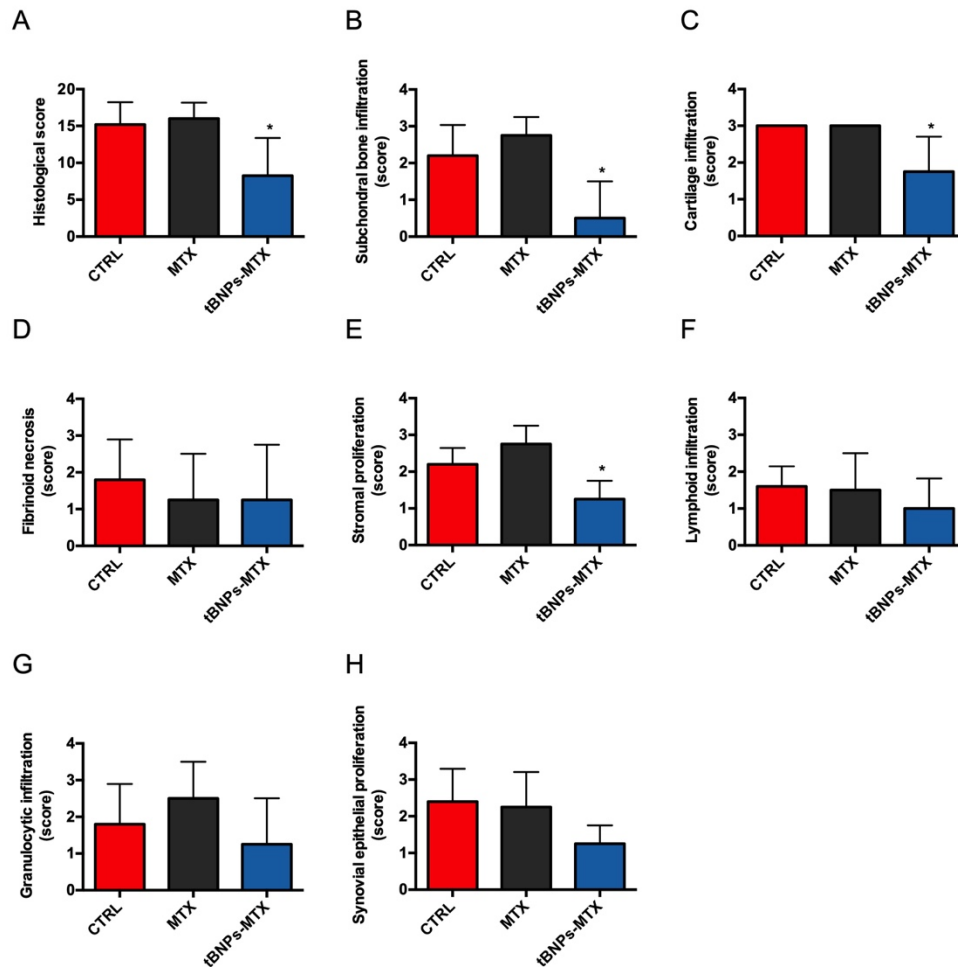 A
Histological score
20
15
10
5
0
*
CTRL
MTX
tBNPs-MTX
B
Subchondral bone infiltration
(score)
4
3
2
1
0
*
CTRL
MTX
tBNPs-MTX
C
Cartilage infiltration
(score)
4
3
2
1
0
*
CTRL
MTX
tBNPs-MTX
D
Fibrinoid necrosis
(score)
4
3
2
1
0
CTRL
MTX
tBNPs-MTX
E
Stromal proliferation
(score)
4
3
2
1
0
*
CTRL
MTX
tBNPs-MTX
F
Lymphoid infiltration
(score)
4
3
2
1
0
CTRL
MTX
tBNPs-MTX
G
Granulocytic infiltration
(score)
4
3
2
1
0
CTRL
MTX
tBNPs-MTX
H
Synovial epithelial proliferation
(score)
4
3
2
1
0
CTRL
MTX
tBNPs-MTX